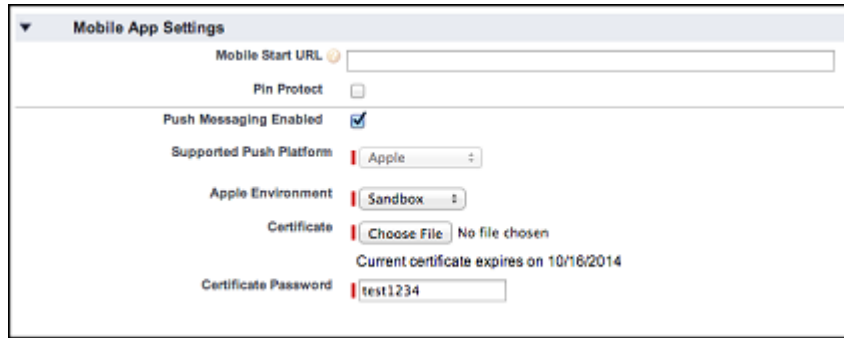 Mobile App Settings
Mobile Start URL
Pin Protect
Push Messaging Enabled
Supported Push Platform Apple
Apple Environment Sandbox
Certificate Choose File No file chosen
Current certificate expires on 10/16/2014
Certificate Password test1234